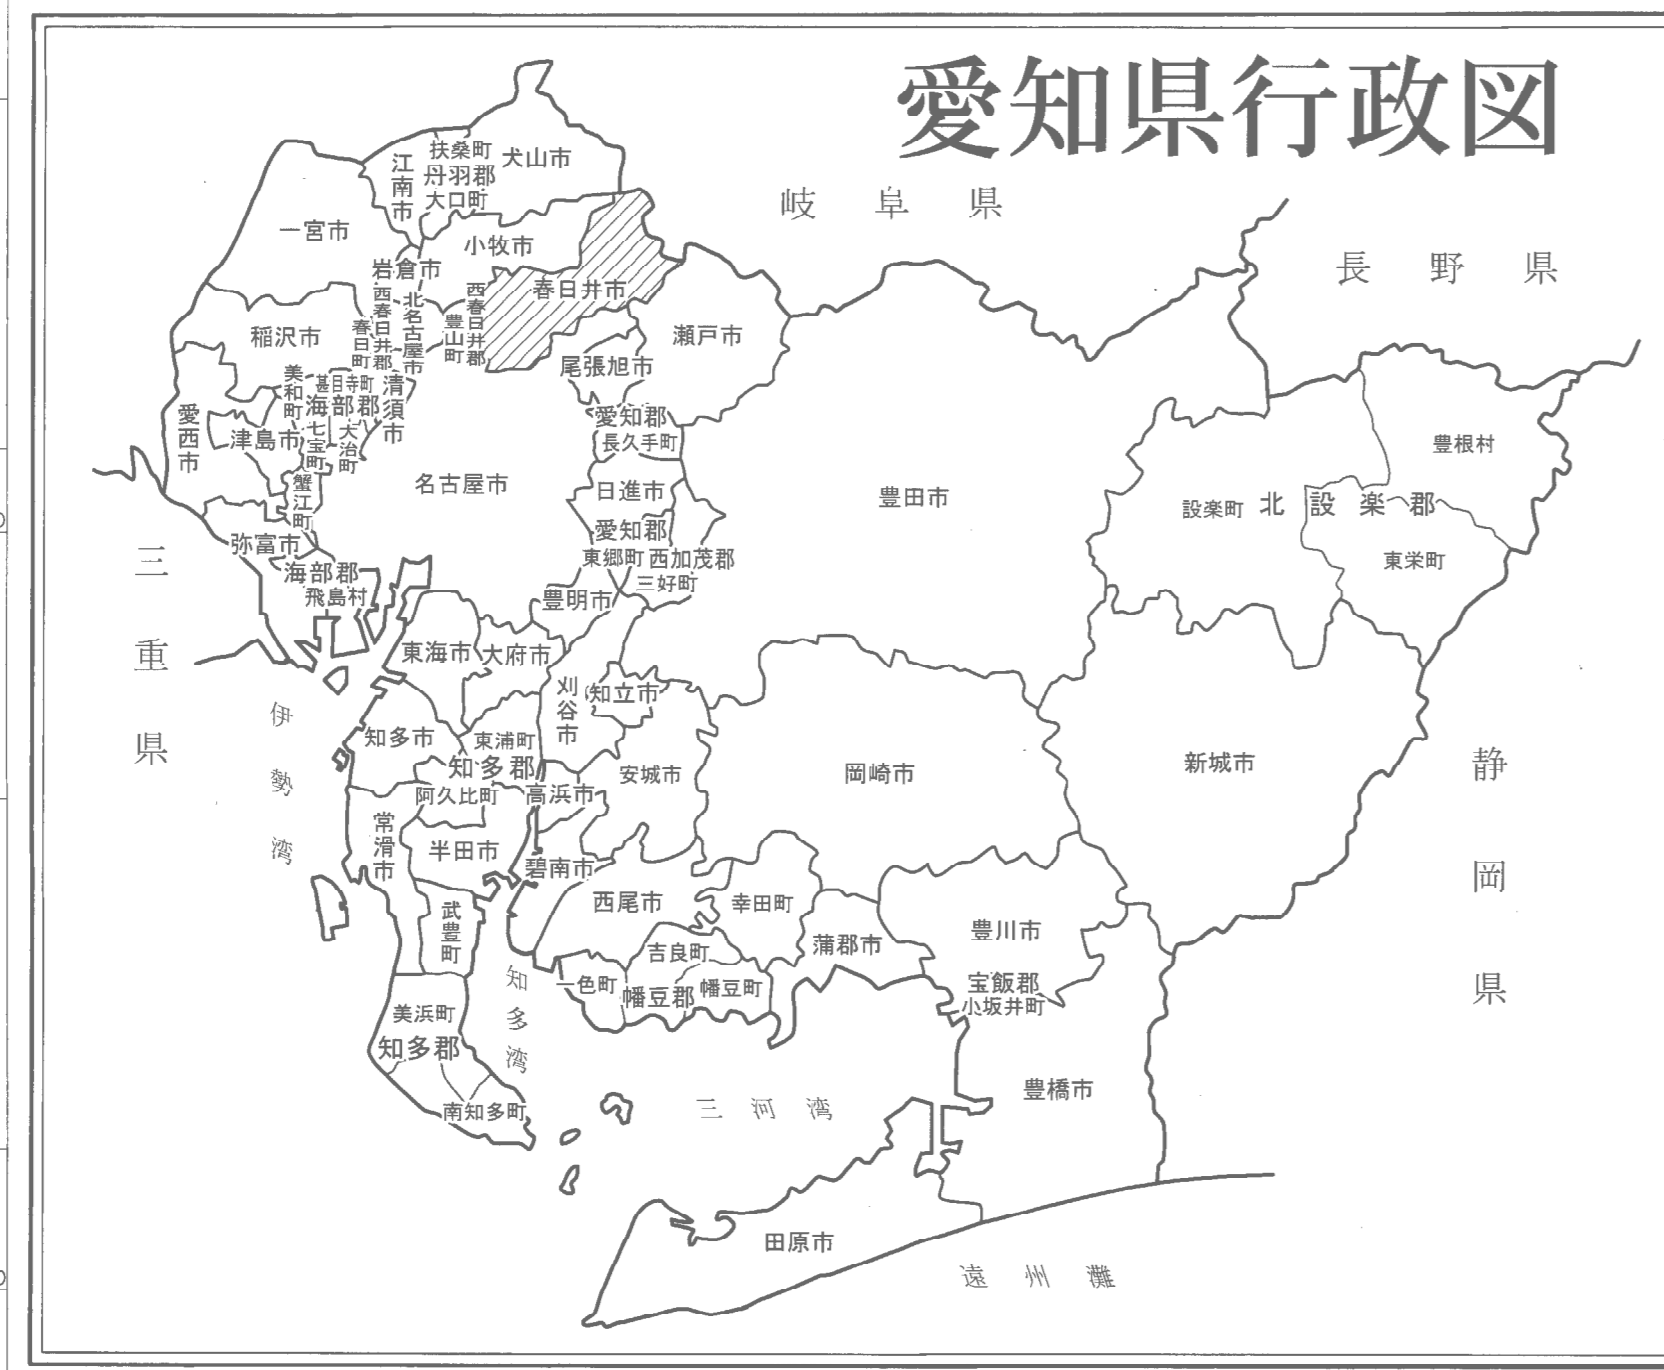 愛知県行政図
岐阜県
長野県
静岡県
三重県
伊勢湾
知多湾
三河湾
遠州灘
犬山市
扶桑町
丹羽郡
大口町
江南市
一宮市
小牧市
岩倉市
春日井市
西春日井郡
豊山町
北名古屋市
西春日井郡
春日町
稲沢市
清須市
甚目寺町
美和町
海部郡
七宝町
大治町
愛西市
津島市
蟹江町
弥富市
海部郡
飛島村
名古屋市
瀬戸市
尾張旭市
愛知郡
長久手町
日進市
愛知郡
東郷町
西加茂郡
三好町
豊明市
豊田市
設楽町
北設楽郡
豊根村
東栄町
東海市
大府市
刈谷市
知立市
知多市
東浦町
知多郡
阿久比町
高浜市
安城市
岡崎市
新城市
常滑市
半田市
碧南市
西尾市
幸田町
武豊町
吉良町
一色町
幡豆郡
幡豆町
蒲郡市
豊川市
宝飯郡
小坂井町
美浜町
知多郡
南知多町
豊橋市
田原市